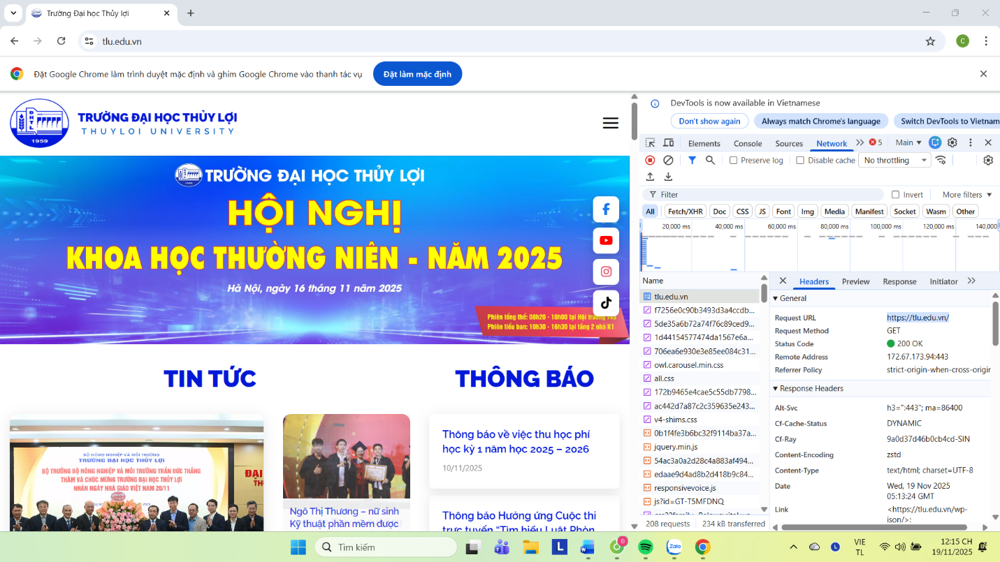 Trường Đại học Thủy lợi
tlu.edu.vn
C
Đặt Google Chrome làm trình duyệt mặc định và ghim Google Chrome vào thanh tác vụ
Đặt làm mặc định
ĐHTL
1959
TRƯỜNG ĐẠI HỌC THỦY LỢI
THUYLOI UNIVERSITY
TRƯỜNG ĐẠI HỌC THỦY LỢI
HỘI NGHỊ
KHOA HỌC THƯỜNG NIÊN - NĂM 2025
Hà Nội, ngày 16 tháng 11 năm 2025
Phiên tổng thể: 08h20 - 10h00 tại Hội trường T45
Phiên tiểu ban: 10h30 - 16h30 tại tầng 2 nhà K1
TIN TỨC
THÔNG BÁO
BỘ NÔNG NGHIỆP VÀ MÔI TRƯỜNG
TRƯỜNG ĐẠI HỌC THỦY LỢI
BỘ TRƯỞNG BỘ NÔNG NGHIỆP VÀ MÔI TRƯỜNG TRẦN ĐỨC THẮNG
THĂM VÀ CHÚC MỪNG TRƯỜNG ĐẠI HỌC THỦY LỢI
NHÂN NGÀY NHÀ GIÁO VIỆT NAM 20/11
Ngô Thị Thương – nữ sinh
Kỹ thuật phần mềm được
Thông báo về việc thu học phí
học kỳ 1 năm học 2025 – 2026
10/11/2025
Thông báo Hưởng ứng Cuộc thi
trực tuyến “Tìm hiểu Luật Phòn
DevTools is now available in Vietnamese
Don't show again
Always match Chrome's language
Switch DevTools to Vietnam
Elements
Console
Sources
Network
5
Main
Preserve log
Disable cache
No throttling
Filter
Invert
More filters
All
Fetch/XHR
Doc
CSS
JS
Font
Img
Media
Manifest
Socket
Wasm
Other
20,000 ms
40,000 ms
60,000 ms
80,000 ms
100,000 ms
120,000 ms
140,000
Name
tlu.edu.vn
f7256e0c90b3493d3a4ccdb...
5de35a6b72a74f76c89ced9...
1d44154577474da1567e6a...
706ea6e930e3e85ee084c31...
owl.carousel.min.css
all.css
172b9465e4cae5c55db7798...
ac442d7a87c2c359635e243...
v4-shims.css
0b1f4fe3b6bc32f9114ba37a...
jquery.min.js
54ac3a0a2d28c4a883af494...
edaae9d4ad8b2d418b9c84...
responsivevoice.js
js?id=GT-T5MFDNQ
208 requests
234 kB transferred
Headers
Preview
Response
Initiator
General
Request URL
https://tlu.edu.vn/
Request Method
GET
Status Code
200 OK
Remote Address
172.67.173.94:443
Referrer Policy
strict-origin-when-cross-origin
Response Headers
Alt-Svc
h3=":443"; ma=86400
Cf-Cache-Status
DYNAMIC
Cf-Ray
9a0d37d46b0cb4cd-SIN
Content-Encoding
zstd
Content-Type
text/html; charset=UTF-8
Date
Wed, 19 Nov 2025
05:13:24 GMT
Link
<https://tlu.edu.vn/wp-
json/>;
Tìm kiếm
L
W
Đ
Zalo
L
VIE
TL
12:15 CH
19/11/2025